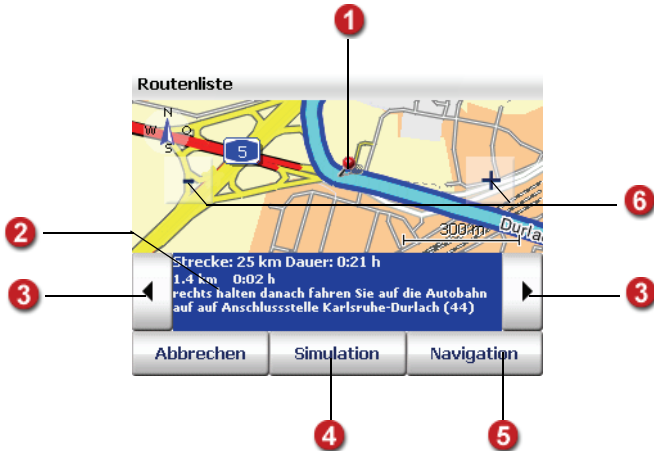 1
Routenliste
N
W O
S
5
- +
6
300 m
Durla
2
Strecke: 25 km Dauer: 0:21 h
1.4 km 0:02 h
rechts halten danach fahren Sie auf die Autobahn
auf auf Anschlussstelle Karlsruhe-Durlach (44)
3
3
Abbrechen Simulation Navigation
4
5